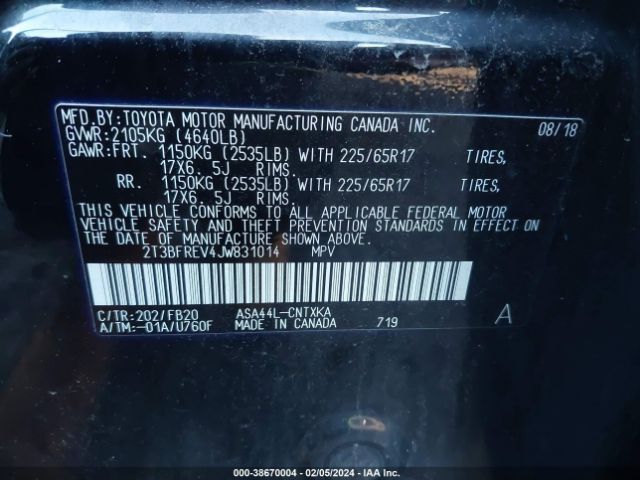 MFD.BY:TOYOTA MOTOR MANUFACTURING CANADA INC. 08/18
GVWR:2105KG (4640LB)
GAWR:FRT. 1150KG (2535LB) WITH 225/65R17 TIRES,
17X6.5J RIMS.
RR. 1150KG (2535LB) WITH 225/65R17 TIRES,
17X6.5J RIMS.
THIS VEHICLE CONFORMS TO ALL APPLICABLE FEDERAL MOTOR
VEHICLE SAFETY AND THEFT PREVENTION STANDARDS IN EFFECT ON
THE DATE OF MANUFACTURE SHOWN ABOVE.
2T3BFREV4JW831014 MPV
C/TR:202/FB20 ASA44L-CNTXKA A
A/TM:-01A/U760F MADE IN CANADA 719
000-38670004 - 02/05/2024 - IAA Inc.